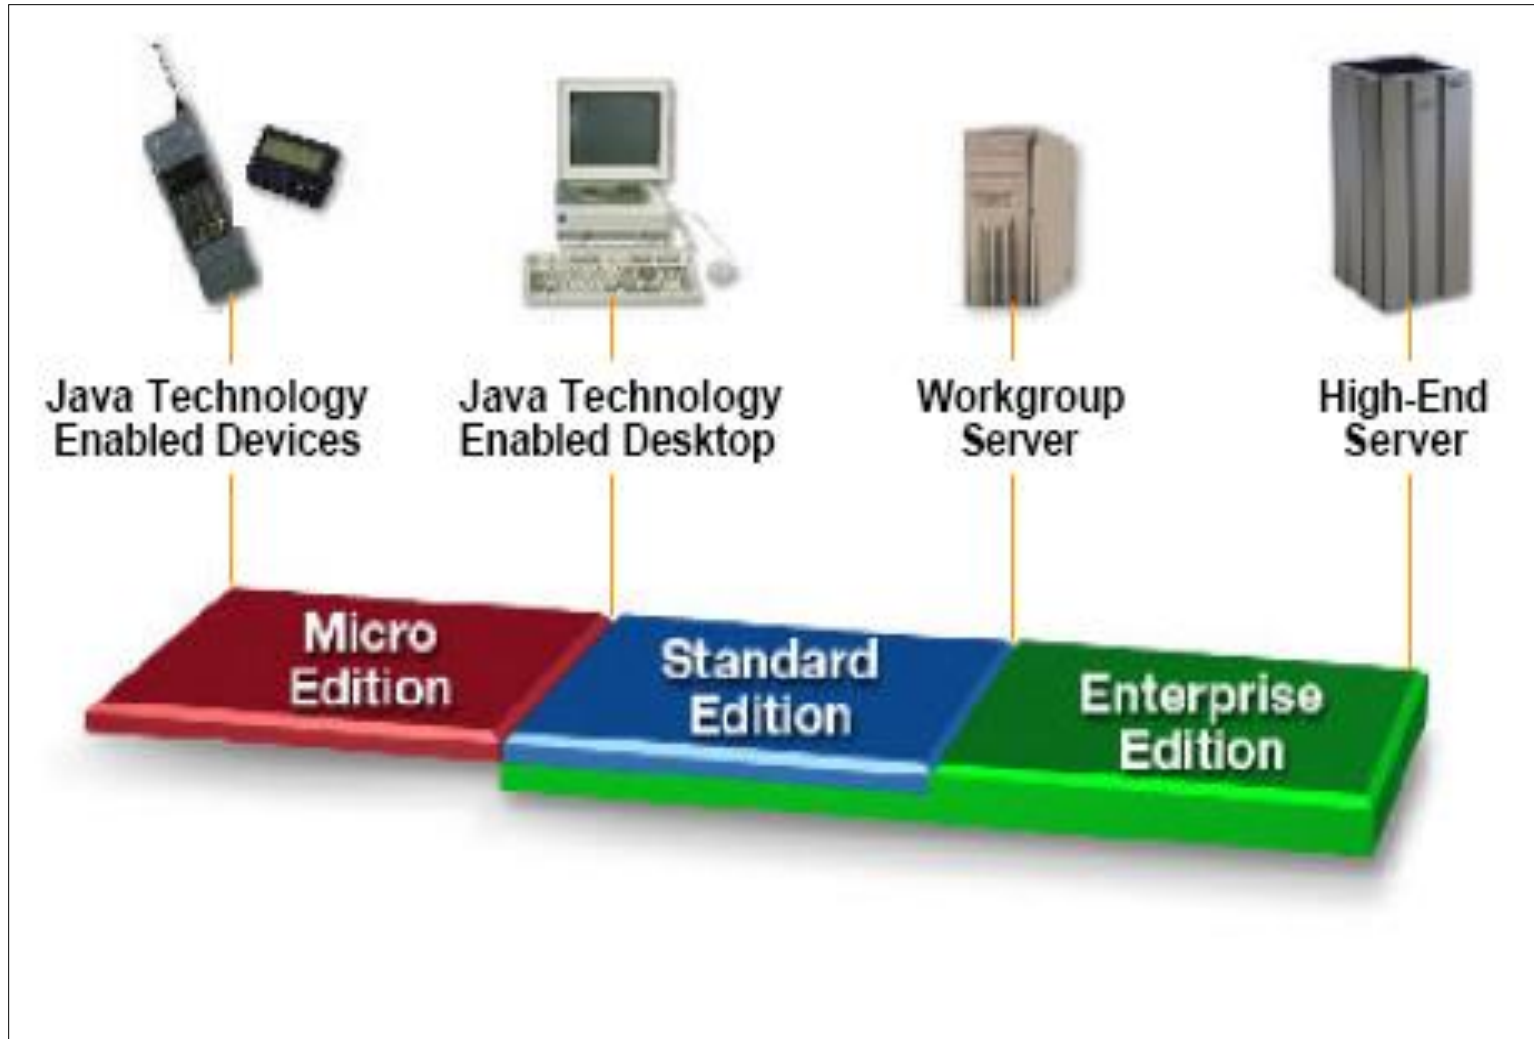 Java Technology
Enabled Devices
Java Technology
Enabled Desktop
Workgroup
Server
High-End
Server
Micro
Edition
Standard
Edition
Enterprise
Edition